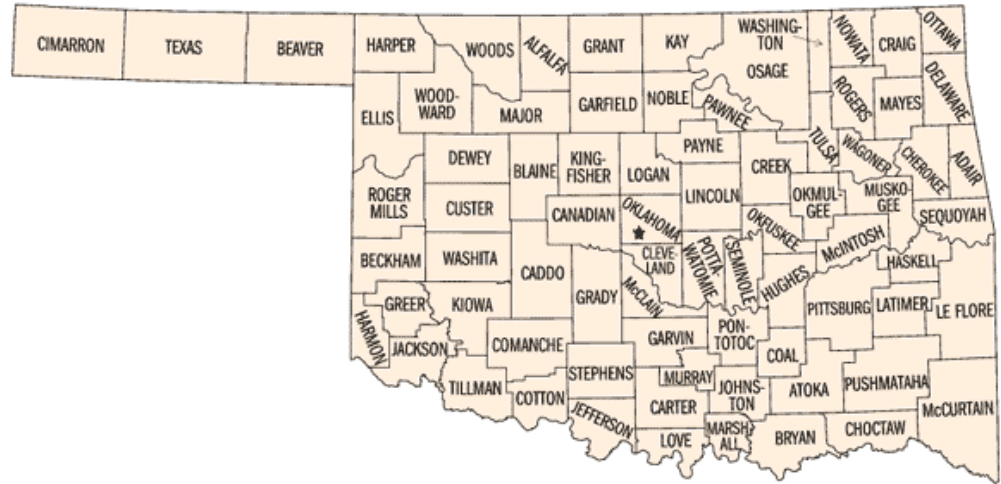 CIMARRON
TEXAS
BEAVER
HARPER
WOODS
ALFALFA
GRANT
KAY
WASHING-
TON
OSAGE
NOWATA
CRAIG
OTTAWA
ELLIS
WOOD-
WARD
MAJOR
GARFIELD
NOBLE
PAWNEE
ROGERS
MAYES
DELAWARE
DEWEY
BLAINE
KING-
FISHER
LOGAN
PAYNE
CREEK
TULSA
WAGONER
CHEROKEE
ADAIR
ROGER
MILLS
CUSTER
CANADIAN
OKLAHOMA
LINCOLN
OKFUSKEE
OKMUL-
GEE
MUSKO-
GEE
SEQUOYAH
BECKHAM
WASHITA
CADDO
GRADY
CLEVE-
LAND
McCLAIN
POTTA-
WATOMIE
SEMINOLE
HUGHES
McINTOSH
HASKELL
GREER
KIOWA
HARMON
JACKSON
COMANCHE
GARVIN
PON-
TOTOC
PITTSBURG
LATIMER
LE FLORE
TILLMAN
COTTON
STEPHENS
MURRAY
COAL
JOHNS-
TON
ATOKA
PUSHMATAHA
McCURTAIN
JEFFERSON
CARTER
LOVE
MARSH-
ALL
BRYAN
CHOCTAW